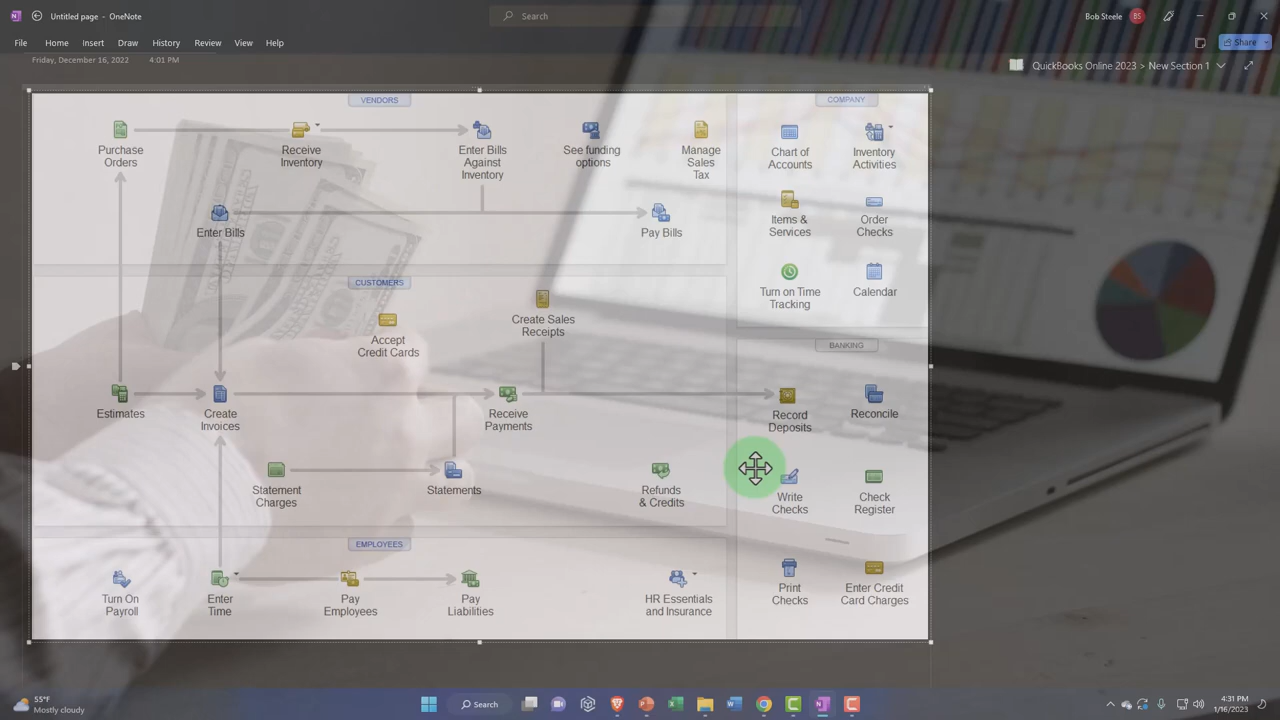 Untitled page - OneNote
Search
Bob Steele
BS
File
Home
Insert
Draw
History
Review
View
Help
Share
Friday, December 16, 2022
4:01 PM
QuickBooks Online 2023 > New Section 1
VENDORS
Purchase
Orders
Receive
Inventory
Enter Bills
Against
Inventory
See funding
options
Manage
Sales
Tax
Enter Bills
Pay Bills
COMPANY
Chart of
Accounts
Inventory
Activities
Items &
Services
Order
Checks
Turn on Time
Tracking
Calendar
CUSTOMERS
Create Sales
Receipts
Accept
Credit Cards
Estimates
Create
Invoices
Receive
Payments
Statement
Charges
Statements
Refunds
& Credits
BANKING
Record
Deposits
Reconcile
Write
Checks
Check
Register
Print
Checks
Enter Credit
Card Charges
EMPLOYEES
Turn On
Payroll
Enter
Time
Pay
Employees
Pay
Liabilities
HR Essentials
and Insurance
55°F
Mostly cloudy
Search
4:31 PM
1/16/2023